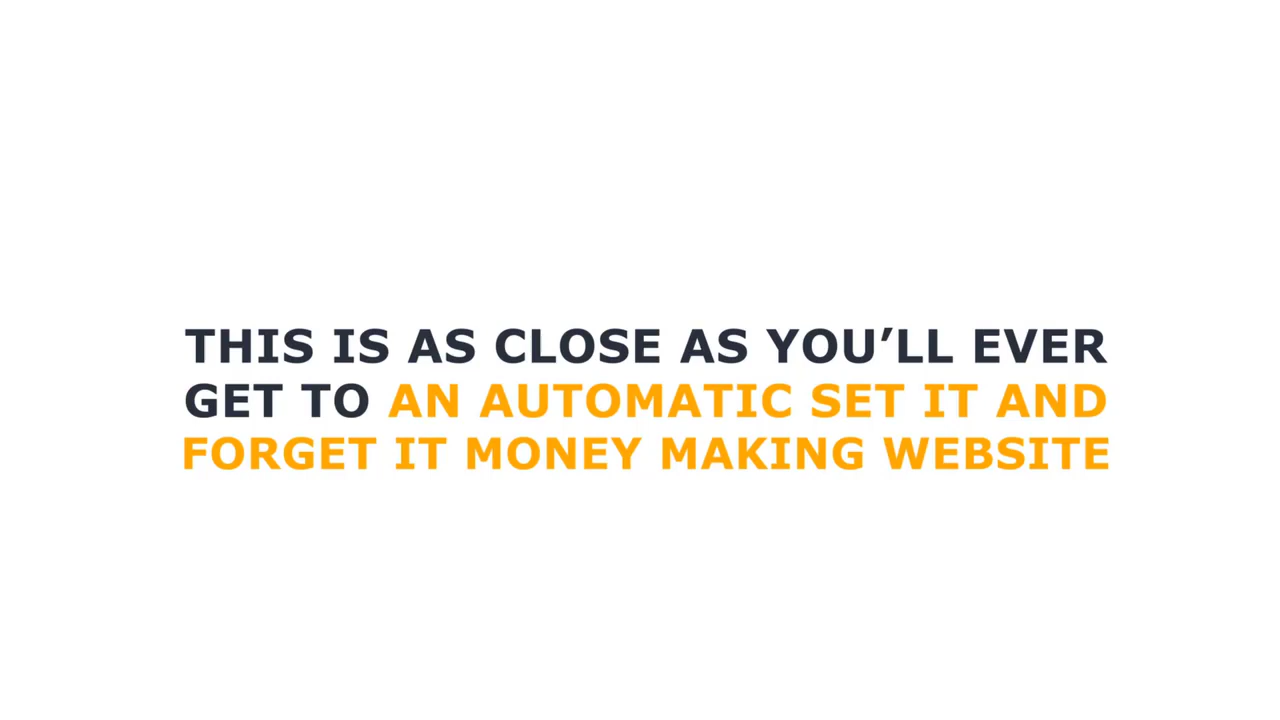 THIS IS AS CLOSE AS YOU’LL EVER
GET TO AN AUTOMATIC SET IT AND
FORGET IT MONEY MAKING WEBSITE